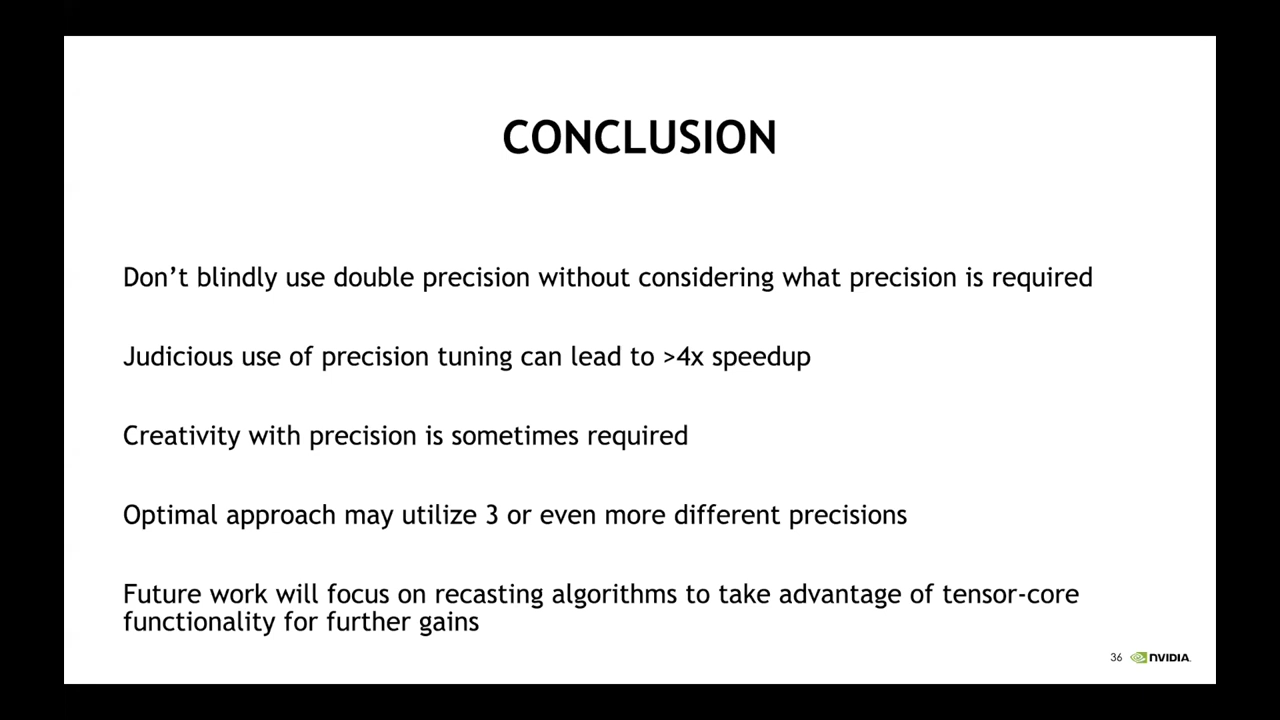 CONCLUSION
Don’t blindly use double precision without considering what precision is required
Judicious use of precision tuning can lead to >4x speedup
Creativity with precision is sometimes required
Optimal approach may utilize 3 or even more different precisions
Future work will focus on recasting algorithms to take advantage of tensor-core
functionality for further gains
36 NVIDIA.